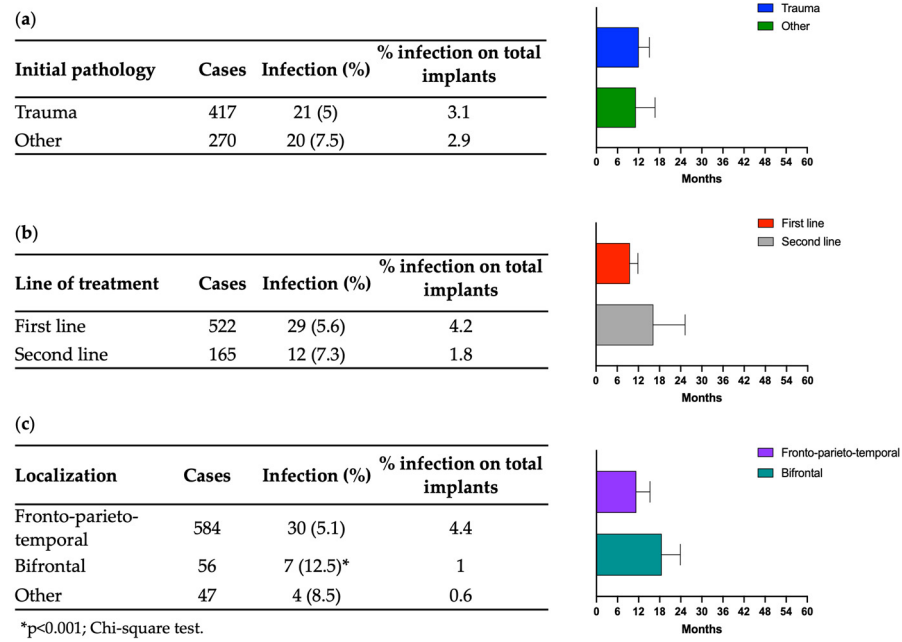 (a)
Initial pathology Cases Infection (%) % infection on total implants
Trauma 417 21 (5) 3.1
Other 270 20 (7.5) 2.9
Trauma
Other
0 6 12 18 24 30 36 42 48 54 60
Months
(b)
Line of treatment Cases Infection (%) % infection on total implants
First line 522 29 (5.6) 4.2
Second line 165 12 (7.3) 1.8
First line
Second line
0 6 12 18 24 30 36 42 48 54 60
Months
(c)
Localization Cases Infection (%) % infection on total implants
Fronto-parieto-
temporal 584 30 (5.1) 4.4
Bifrontal 56 7 (12.5)* 1
Other 47 4 (8.5) 0.6
*p<0.001; Chi-square test.
Fronto-parieto-temporal
Bifrontal
0 6 12 18 24 30 36 42 48 54 60
Months